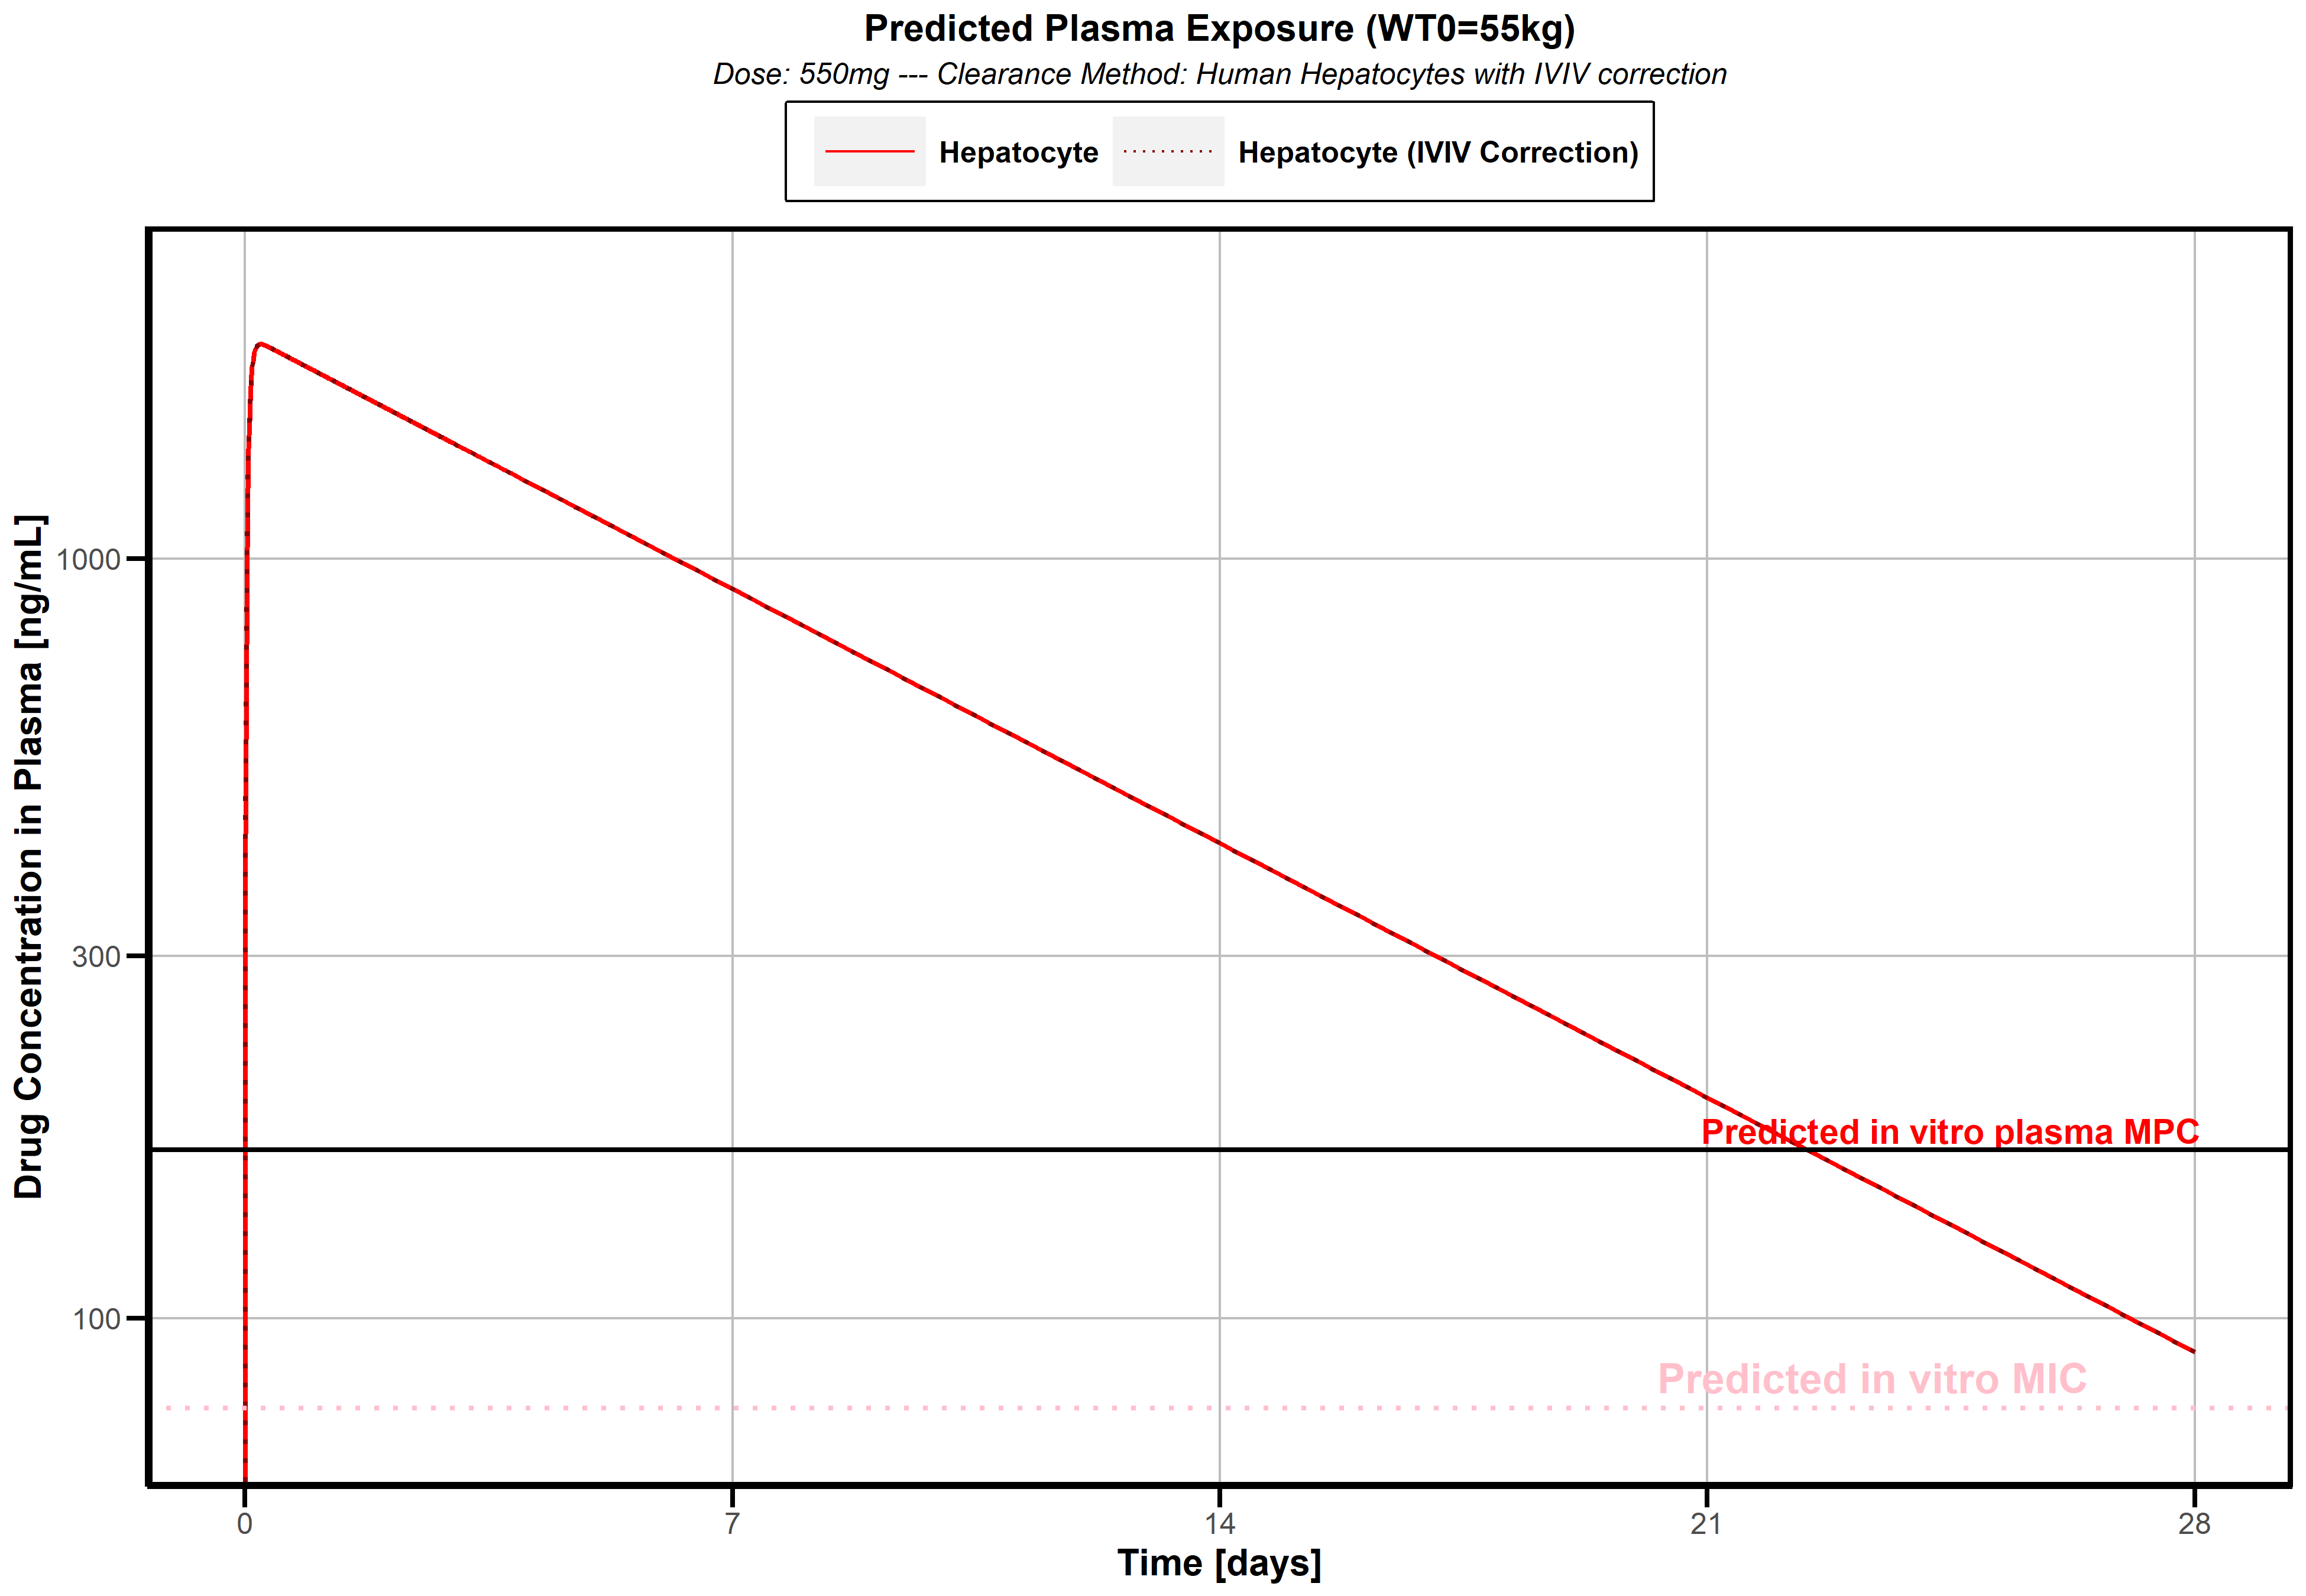 Predicted Plasma Exposure (WT0=55kg)
Dose: 550mg --- Clearance Method: Human Hepatocytes with IVIV correction
Hepatocyte
Hepatocyte (IVIV Correction)
Drug Concentration in Plasma [ng/mL]
1000
300
100
Predicted in vitro plasma MPC
Predicted in vitro MIC
0
7
14
21
28
Time [days]